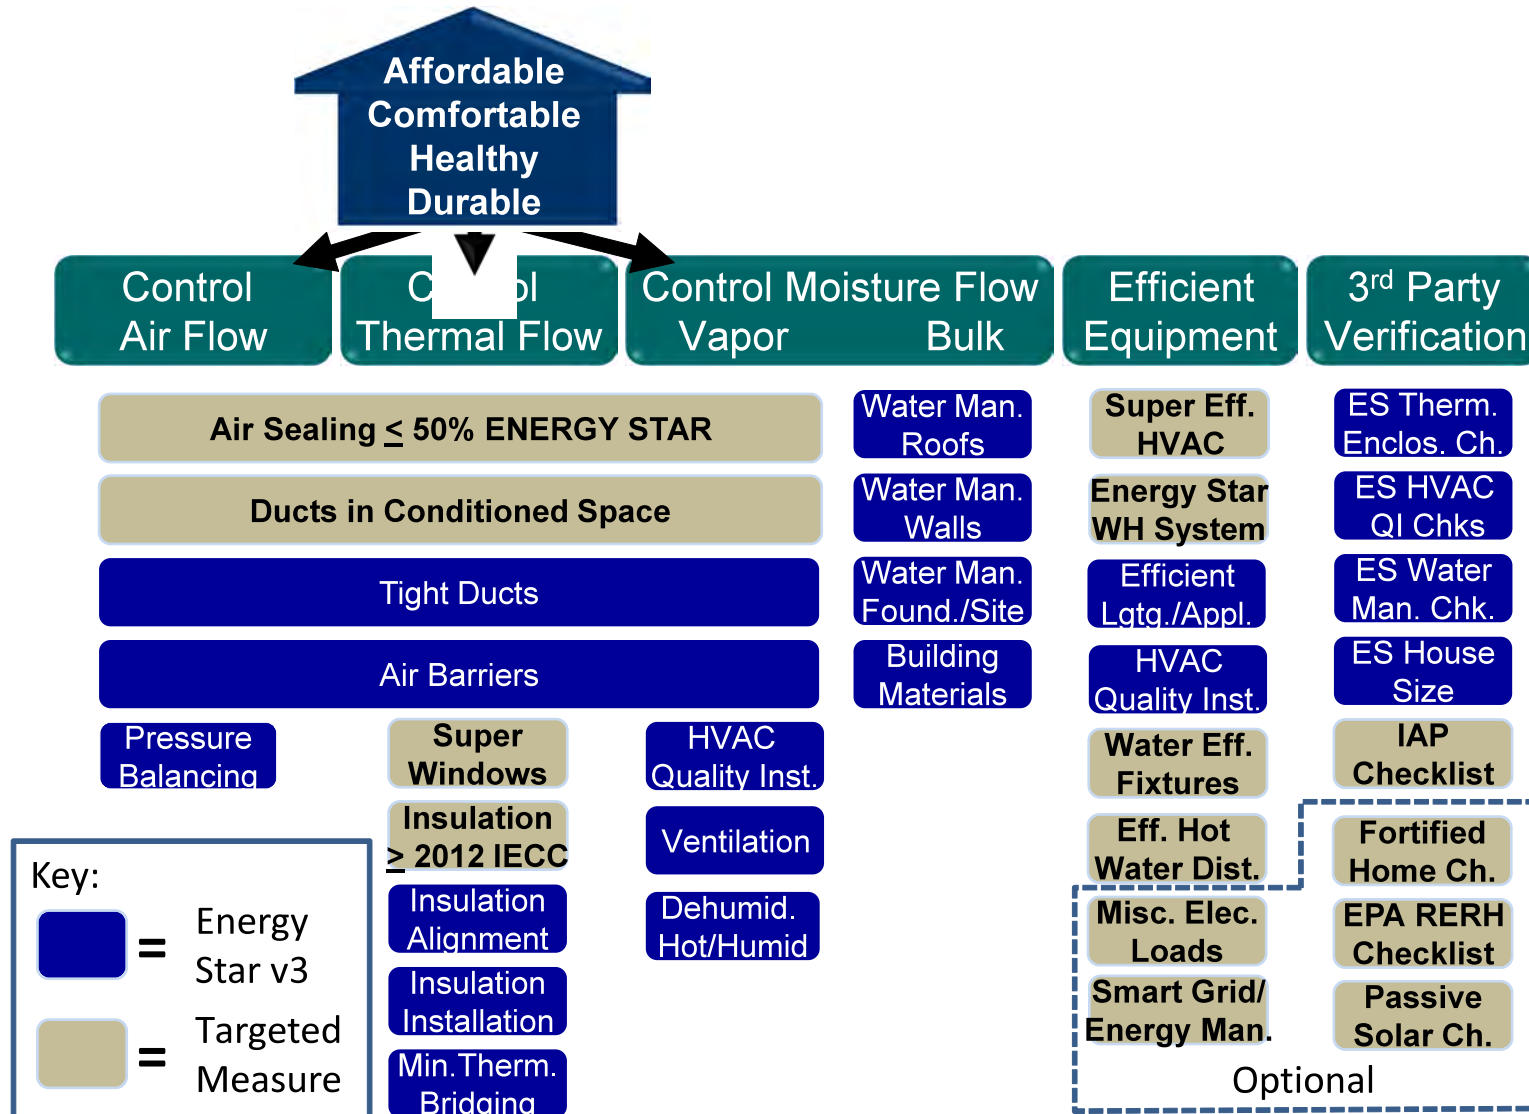 Affordable
Comfortable
Healthy
Durable
Control
Air Flow
Thermal Flow
Control Moisture Flow
Vapor Bulk
Efficient
Equipment
3rd Party
Verification
Air Sealing < 50% ENERGY STAR
Ducts in Conditioned Space
Tight Ducts
Air Barriers
Pressure
Balancing
Super
Windows
Insulation
> 2012 IECC
Insulation
Alignment
Insulation
Installation
Min.Therm.
Bridging
HVAC
Quality Inst.
Ventilation
Dehumid.
Hot/Humid
Water Man.
Roofs
Water Man.
Walls
Water Man.
Found./Site
Building
Materials
Super Eff.
HVAC
Energy Star
WH System
Efficient
Lgtg./Appl.
HVAC
Quality Inst.
Water Eff.
Fixtures
Eff. Hot
Water Dist.
Misc. Elec.
Loads
Smart Grid/
Energy Man.
ES Therm.
Enclos. Ch.
ES HVAC
QI Chks
ES Water
Man. Chk.
ES House
Size
IAP
Checklist
Fortified
Home Ch.
EPA RERH
Checklist
Passive
Solar Ch.
Optional
Key:
= Energy
Star v3
= Targeted
Measure